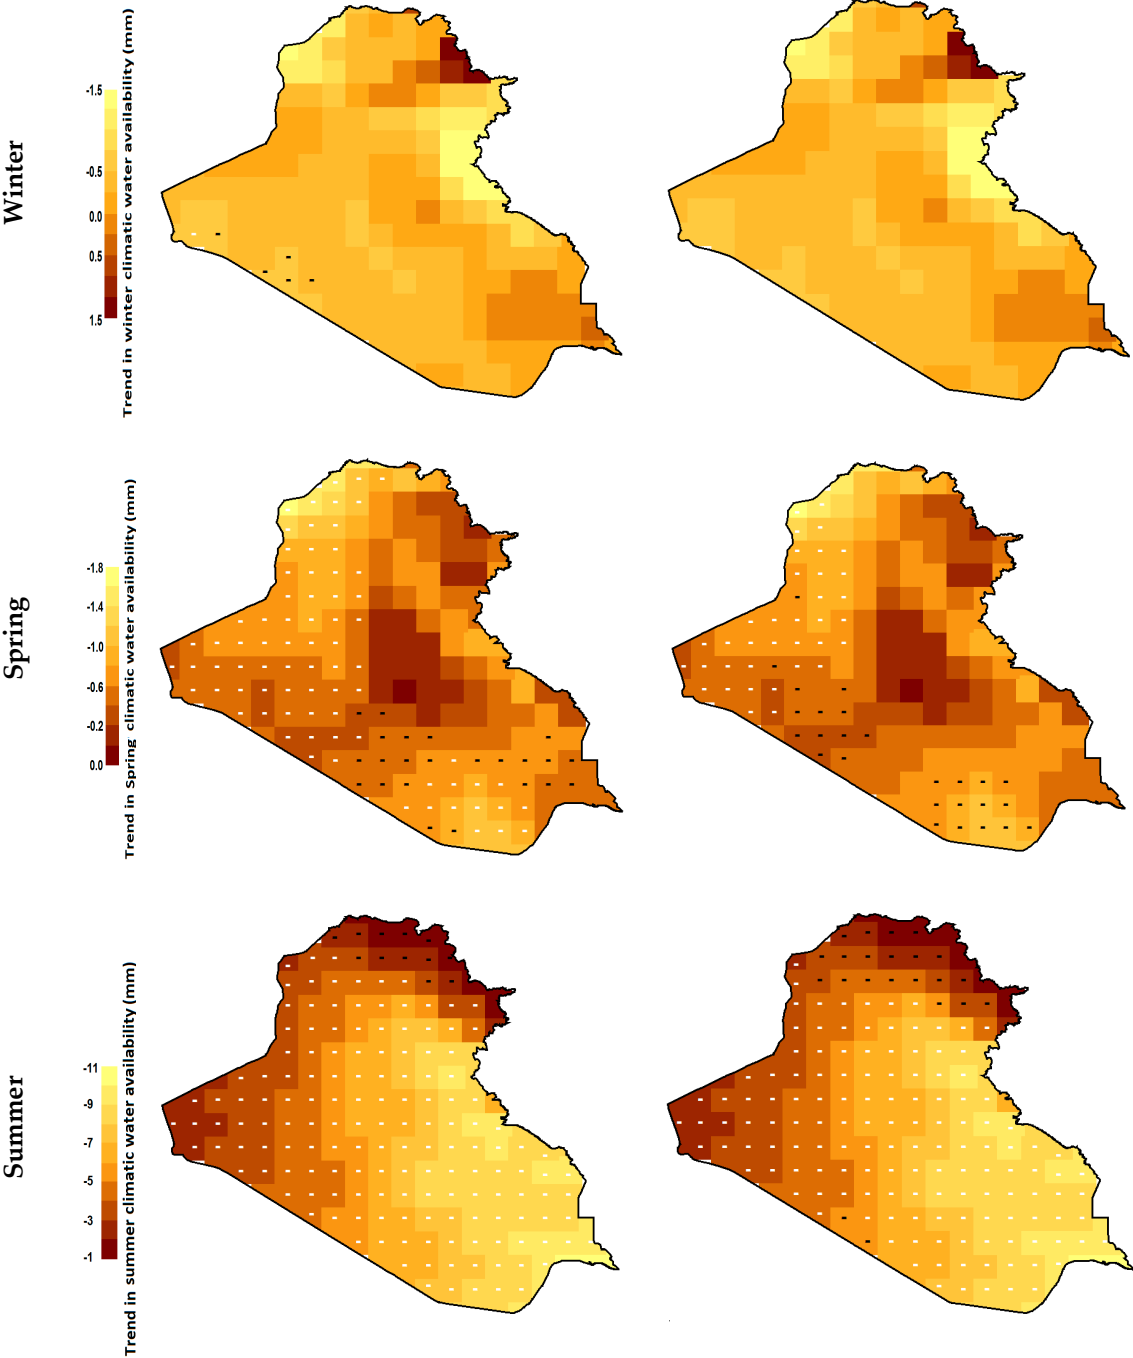 Winter
Trend in winter climatic water availability (mm)
-1.5
-0.5
0.0
0.5
1.5
Spring
Trend in Spring climatic water availability (mm)
-1.8
-1.4
-1.0
-0.6
-0.2
0.0
Summer
Trend in summer climatic water availability (mm)
-11
-9
-7
-5
-3
-1